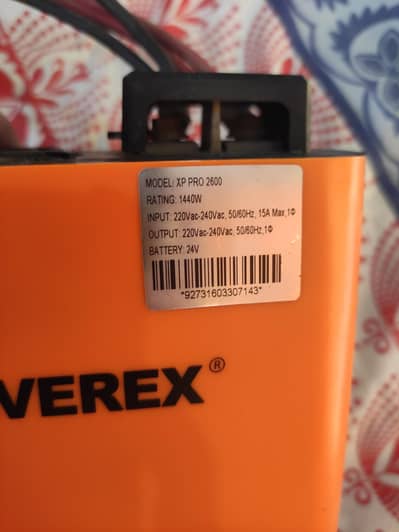 MODEL: XP PRO 2600
RATING: 1440W
INPUT: 220Vac-240Vac, 50/60Hz, 15A Max,1Φ
OUTPUT: 220Vac-240Vac, 50/60Hz,1Φ
BATTERY: 24V
*92731603307143*
VEREX®